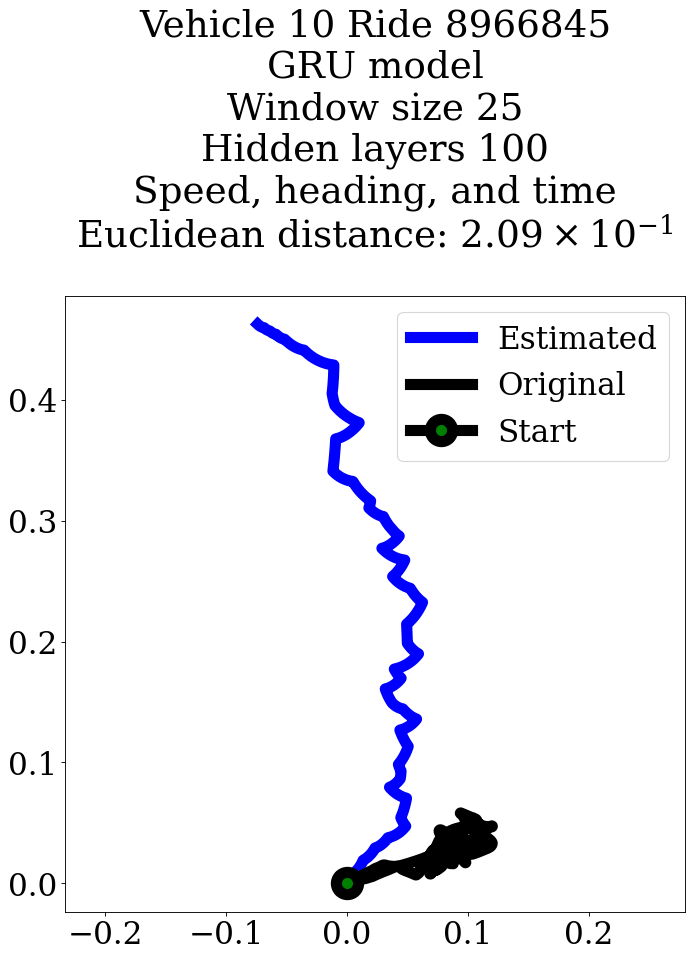 Vehicle 10 Ride 8966845
GRU model
Window size 25
Hidden layers 100
Speed, heading, and time
Euclidean distance: 2.09 × 10⁻¹
Estimated
Original
Start
0.4
0.3
0.2
0.1
0.0
−0.2 −0.1 0.0 0.1 0.2